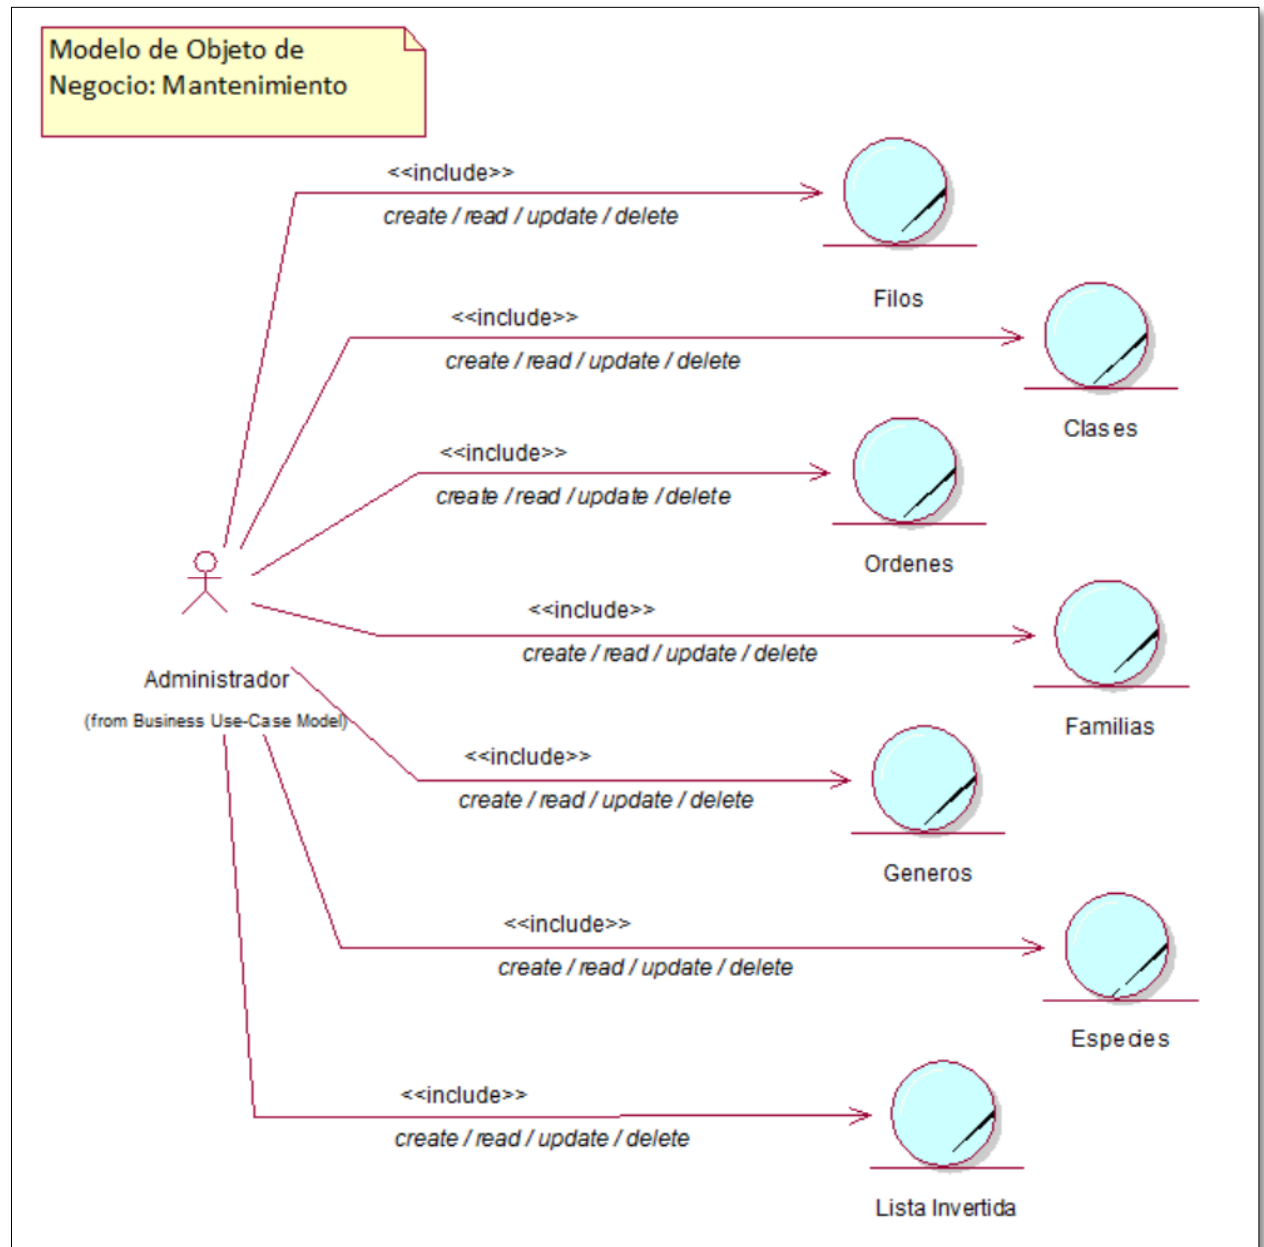 Modelo de Objeto de
Negocio: Mantenimiento
<<include>>
create / read / update / delete
Filos
<<include>>
create / read / update / delete
Clases
<<include>>
create / read / update / delete
Ordenes
<<include>>
create / read / update / delete
Familias
Administrador
(from Business Use-Case Model)
<<include>>
create / read / update / delete
Generos
<<include>>
create / read / update / delete
Especies
<<include>>
create / read / update / delete
Lista Invertida